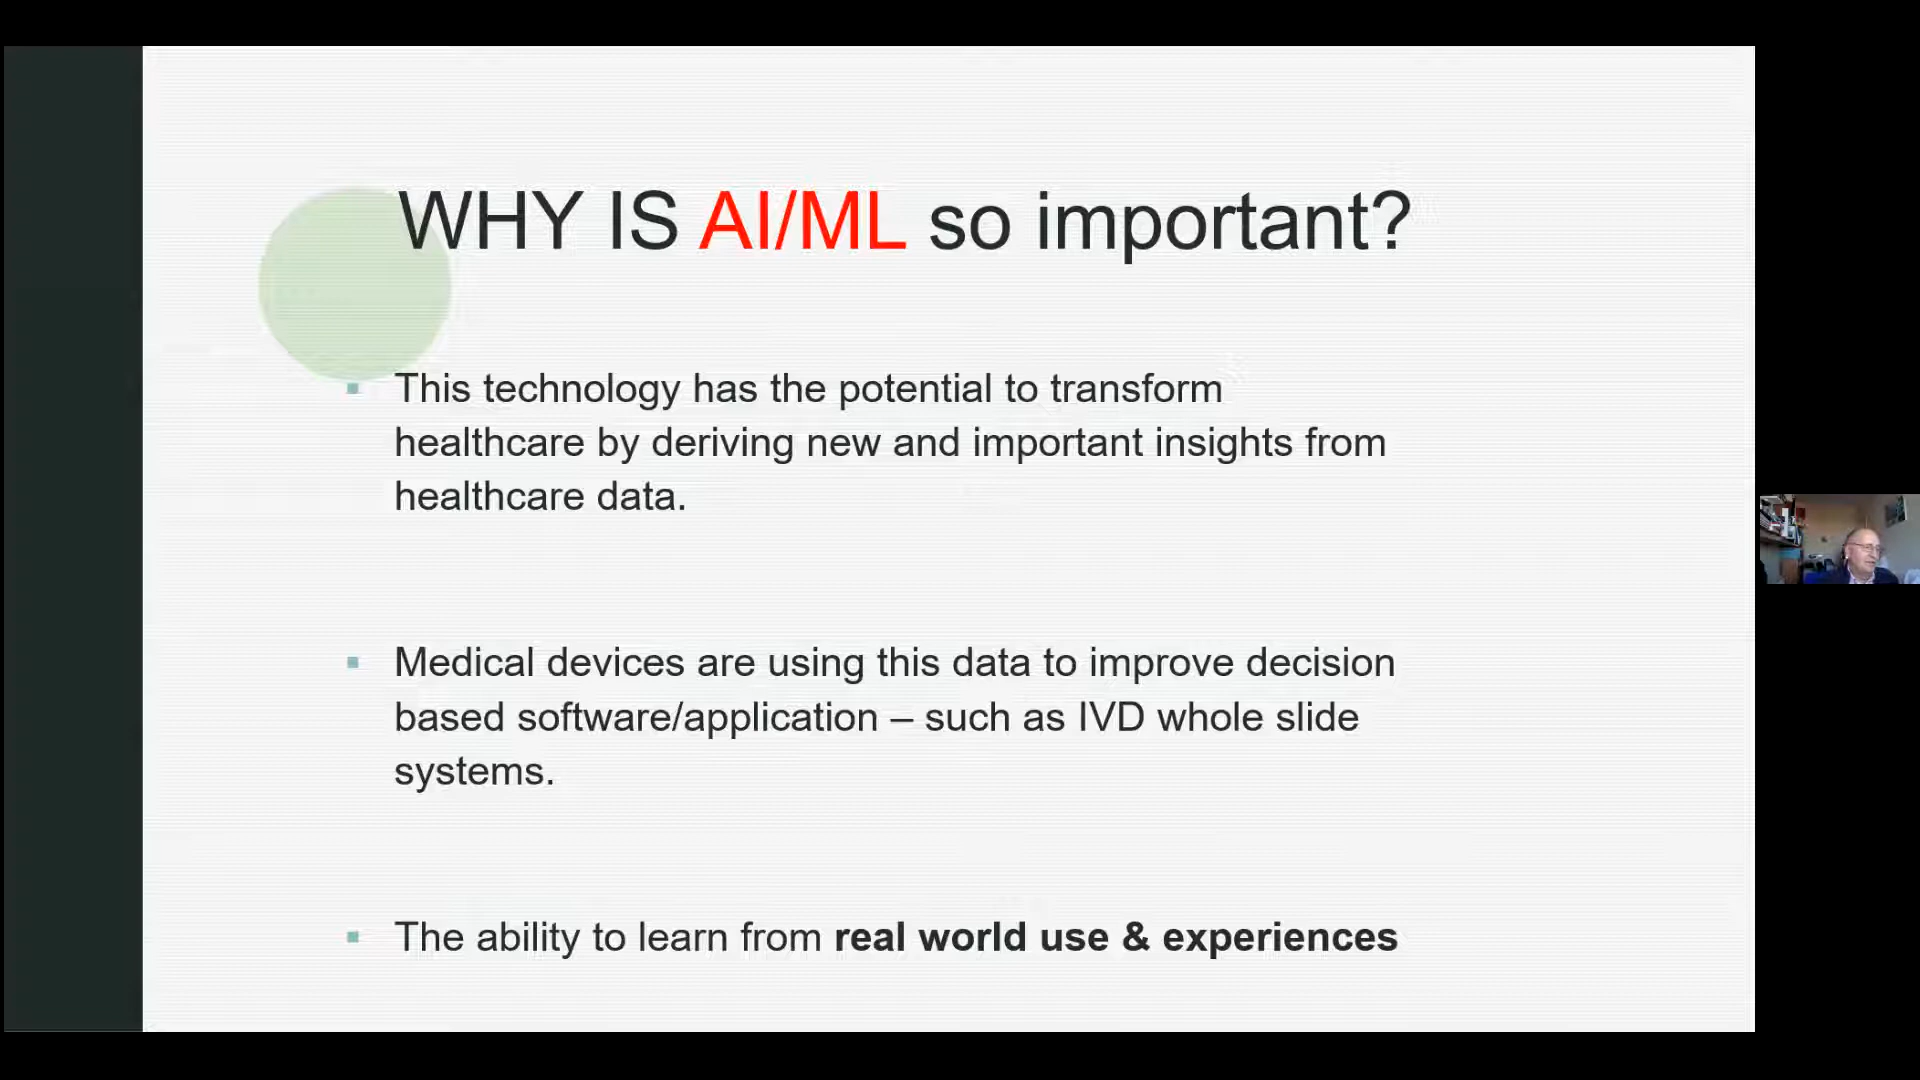 WHY IS AI/ML so important?
▪ This technology has the potential to transform
healthcare by deriving new and important insights from
healthcare data.
▪ Medical devices are using this data to improve decision
based software/application – such as IVD whole slide
systems.
▪ The ability to learn from real world use & experiences